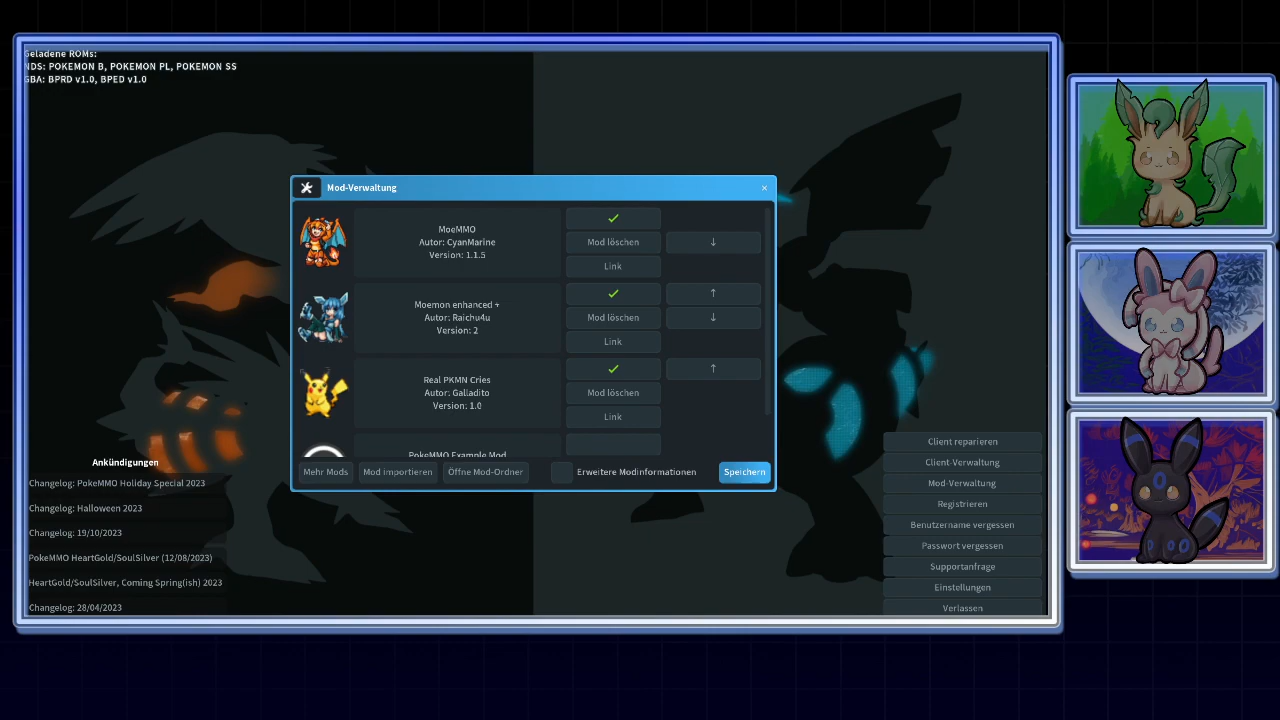 Geladene ROMs:
NDS: POKEMON B, POKEMON PL, POKEMON SS
GBA: BPRD v1.0, BPED v1.0
Mod-Verwaltung
×
MoeMMO
Autor: CyanMarine
Version: 1.1.5
Mod löschen
↓
Link
Moemon enhanced +
Autor: Raichu4u
Version: 2
↑
Mod löschen
↓
Link
Real PKMN Cries
Autor: Galladito
Version: 1.0
↑
Mod löschen
Link
PokeMMO Example Mod
Mehr Mods
Mod importieren
Öffne Mod-Ordner
Erweitere Modinformationen
Speichern
Ankündigungen
Changelog: PokeMMO Holiday Special 2023
Changelog: Halloween 2023
Changelog: 19/10/2023
PokeMMO HeartGold/SoulSilver (12/08/2023)
HeartGold/SoulSilver, Coming Spring(ish) 2023
Changelog: 28/04/2023
Client reparieren
Client-Verwaltung
Mod-Verwaltung
Registrieren
Benutzername vergessen
Passwort vergessen
Supportanfrage
Einstellungen
Verlassen